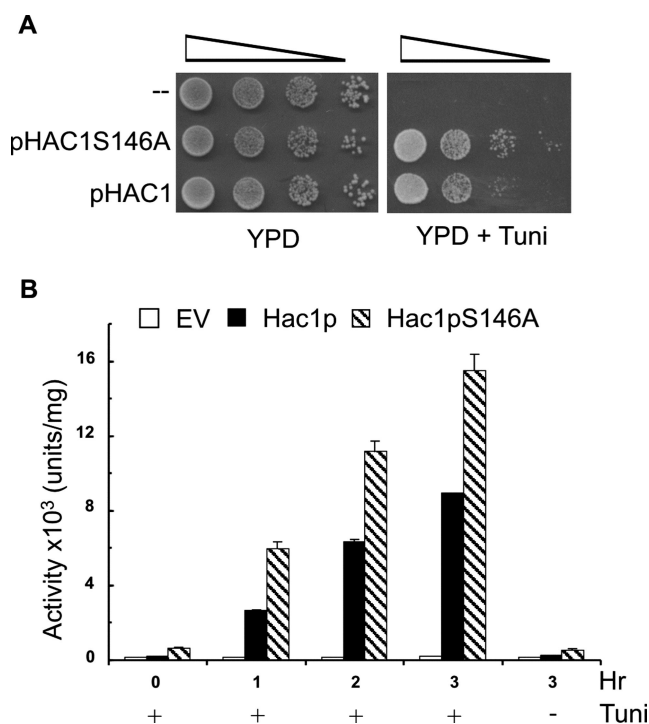 A
--
pHAC1S146A
pHAC1
YPD
YPD + Tuni
B
EV Hac1p Hac1pS146A
Activity x10³ (units/mg)
16
12
8
4
0
0 1 2 3 3 Hr
+ + + + - Tuni